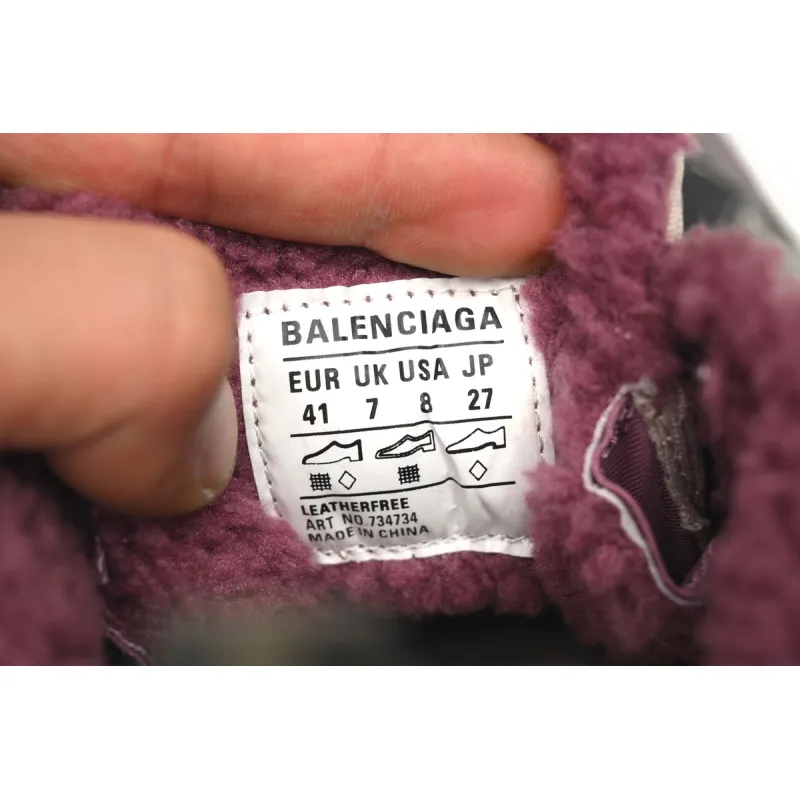 BALENCIAGA
EUR UK USA JP
41 7 8 27
LEATHERFREE
ART NO.734734
MADE IN CHINA